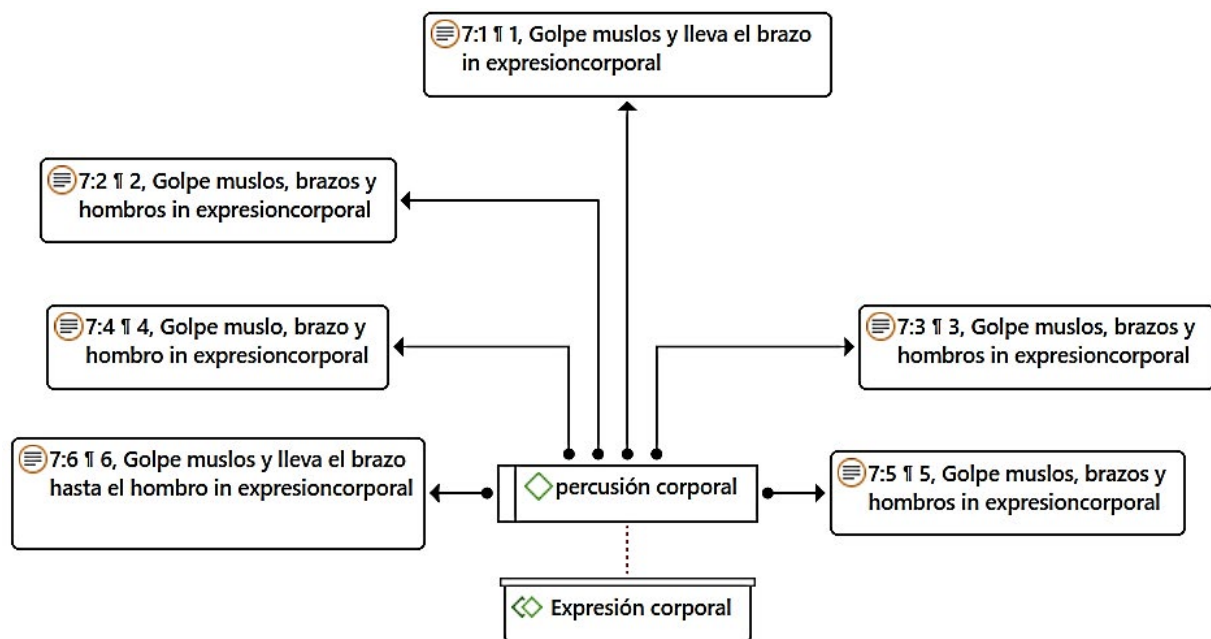 7:1 ¶ 1, Golpe muslos y lleva el brazo
in expresioncorporal
7:2 ¶ 2, Golpe muslos, brazos y
hombros in expresioncorporal
7:4 ¶ 4, Golpe muslo, brazo y
hombro in expresioncorporal
7:3 ¶ 3, Golpe muslos, brazos y
hombros in expresioncorporal
7:6 ¶ 6, Golpe muslos y lleva el brazo
hasta el hombro in expresioncorporal
percusión corporal
7:5 ¶ 5, Golpe muslos, brazos y
hombros in expresioncorporal
Expresión corporal